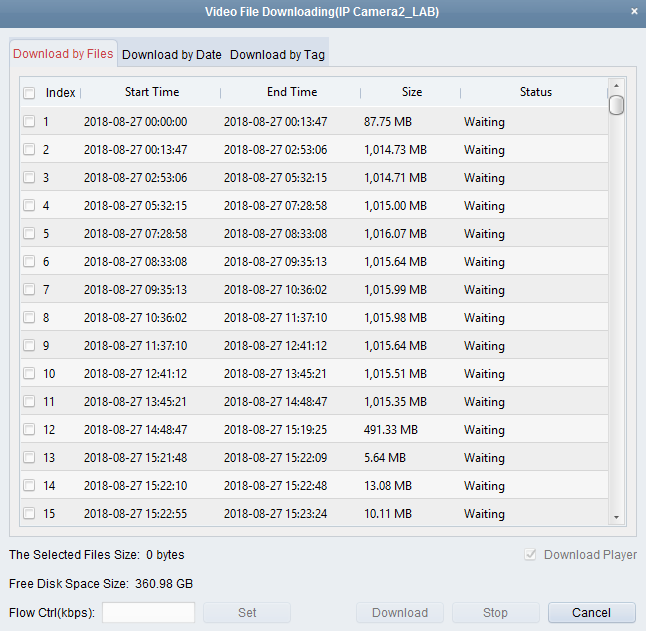 Video File Downloading(IP Camera2_LAB)
×
Download by Files Download by Date Download by Tag
Index Start Time End Time Size Status
1 2018-08-27 00:00:00 2018-08-27 00:13:47 87.75 MB Waiting
2 2018-08-27 00:13:47 2018-08-27 02:53:06 1,014.73 MB Waiting
3 2018-08-27 02:53:06 2018-08-27 05:32:15 1,014.71 MB Waiting
4 2018-08-27 05:32:15 2018-08-27 07:28:58 1,015.00 MB Waiting
5 2018-08-27 07:28:58 2018-08-27 08:33:08 1,016.07 MB Waiting
6 2018-08-27 08:33:08 2018-08-27 09:35:13 1,015.64 MB Waiting
7 2018-08-27 09:35:13 2018-08-27 10:36:02 1,015.99 MB Waiting
8 2018-08-27 10:36:02 2018-08-27 11:37:10 1,015.98 MB Waiting
9 2018-08-27 11:37:10 2018-08-27 12:41:12 1,015.64 MB Waiting
10 2018-08-27 12:41:12 2018-08-27 13:45:21 1,015.51 MB Waiting
11 2018-08-27 13:45:21 2018-08-27 14:48:47 1,015.35 MB Waiting
12 2018-08-27 14:48:47 2018-08-27 15:19:25 491.33 MB Waiting
13 2018-08-27 15:21:48 2018-08-27 15:22:09 5.64 MB Waiting
14 2018-08-27 15:22:10 2018-08-27 15:22:48 13.08 MB Waiting
15 2018-08-27 15:22:55 2018-08-27 15:23:24 10.11 MB Waiting
The Selected Files Size: 0 bytes Download Player
Free Disk Space Size: 360.98 GB
Flow Ctrl(kbps): Set Download Stop Cancel